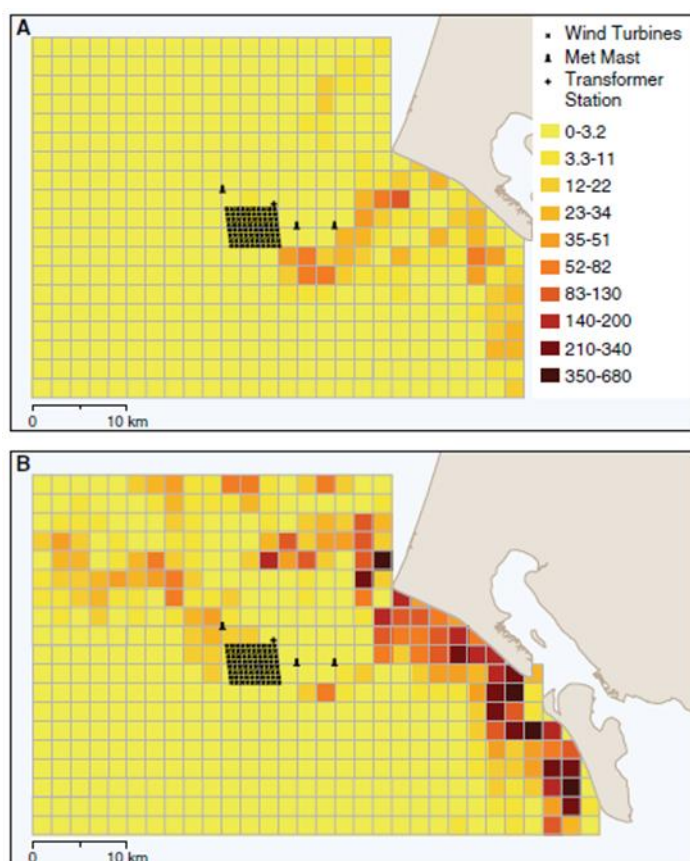 A
Wind Turbines
Met Mast
Transformer
Station
0-3.2
3.3-11
12-22
23-34
35-51
52-82
83-130
140-200
210-340
350-680
0 10 km
B
0 10 km